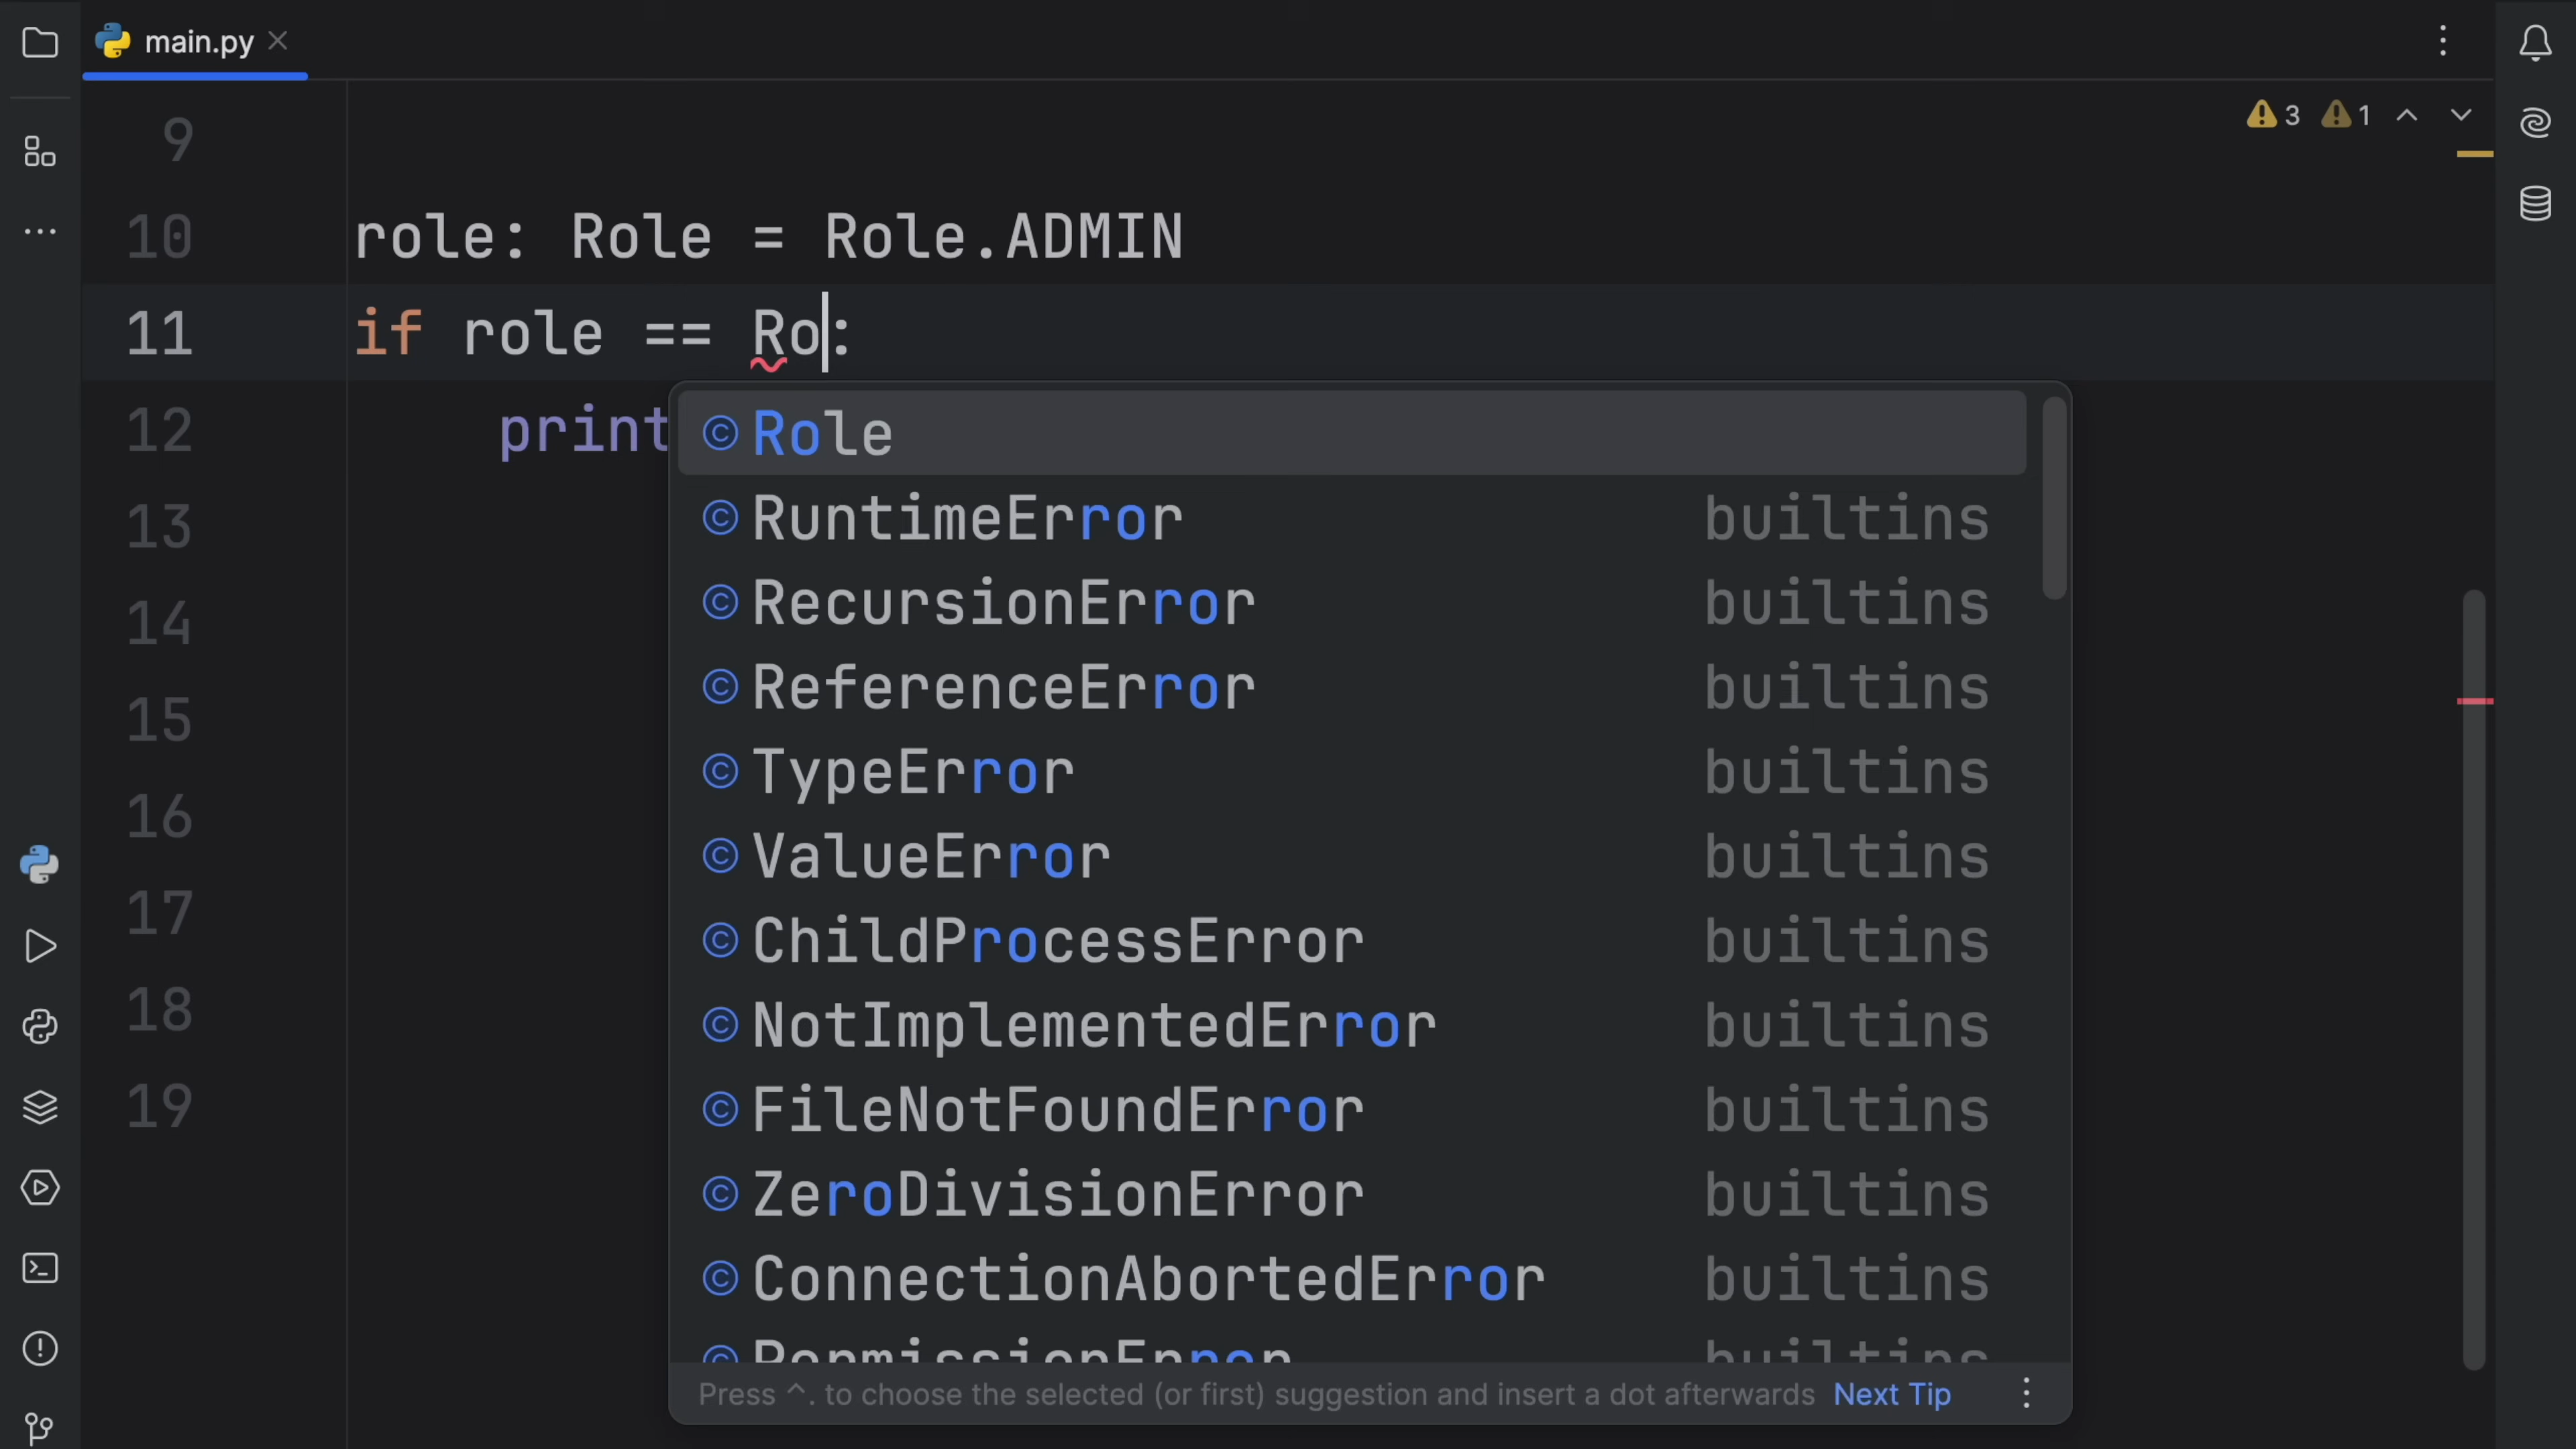 main.py
3 1
9
10 role: Role = Role.ADMIN
11 if role == Ro:
12 print
13
14
15
16
17
18
19
Role
RuntimeError builtins
RecursionError builtins
ReferenceError builtins
TypeError builtins
ValueError builtins
ChildProcessError builtins
NotImplementedError builtins
FileNotFoundError builtins
ZeroDivisionError builtins
ConnectionAbortedError builtins
PermissionError builtins
Press ^. to choose the selected (or first) suggestion and insert a dot afterwards Next Tip